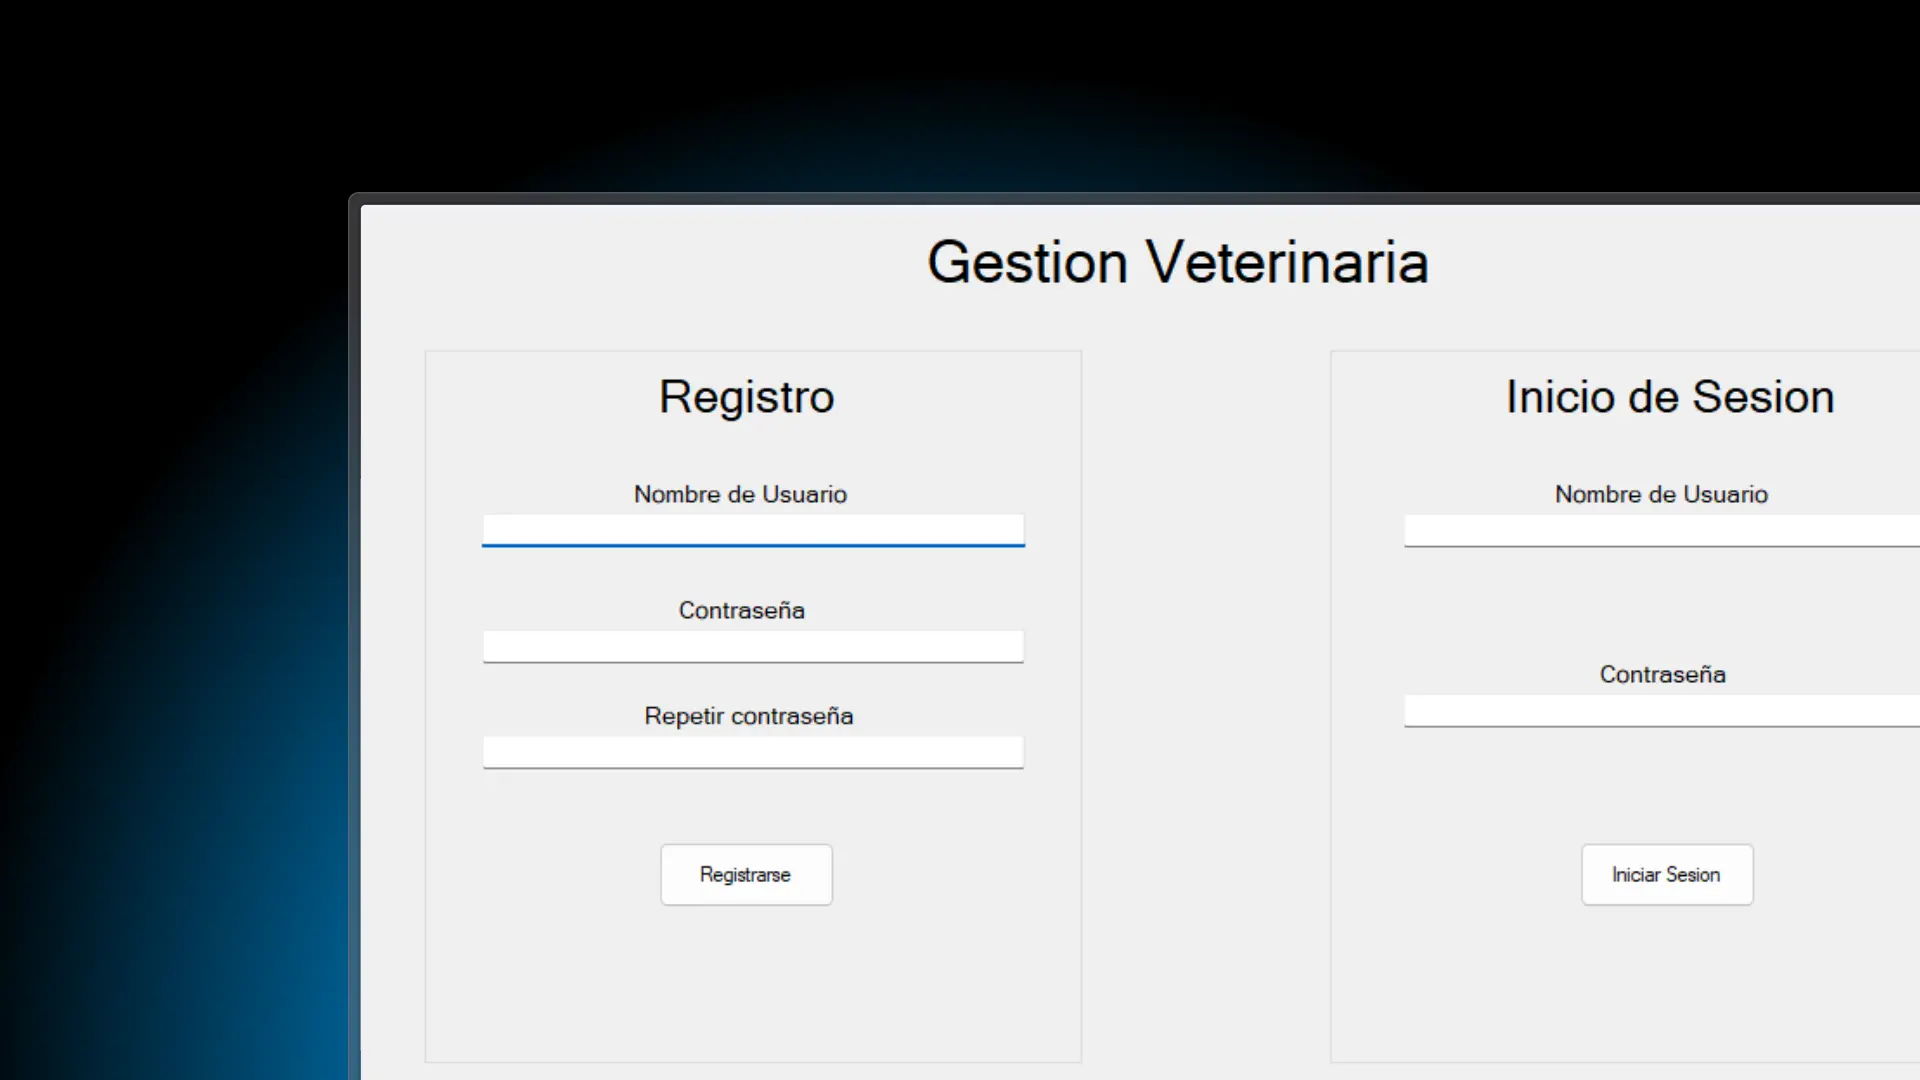 Gestion Veterinaria
Registro
Nombre de Usuario
Contraseña
Repetir contraseña
Registrarse
Inicio de Sesion
Nombre de Usuario
Contraseña
Iniciar Sesion